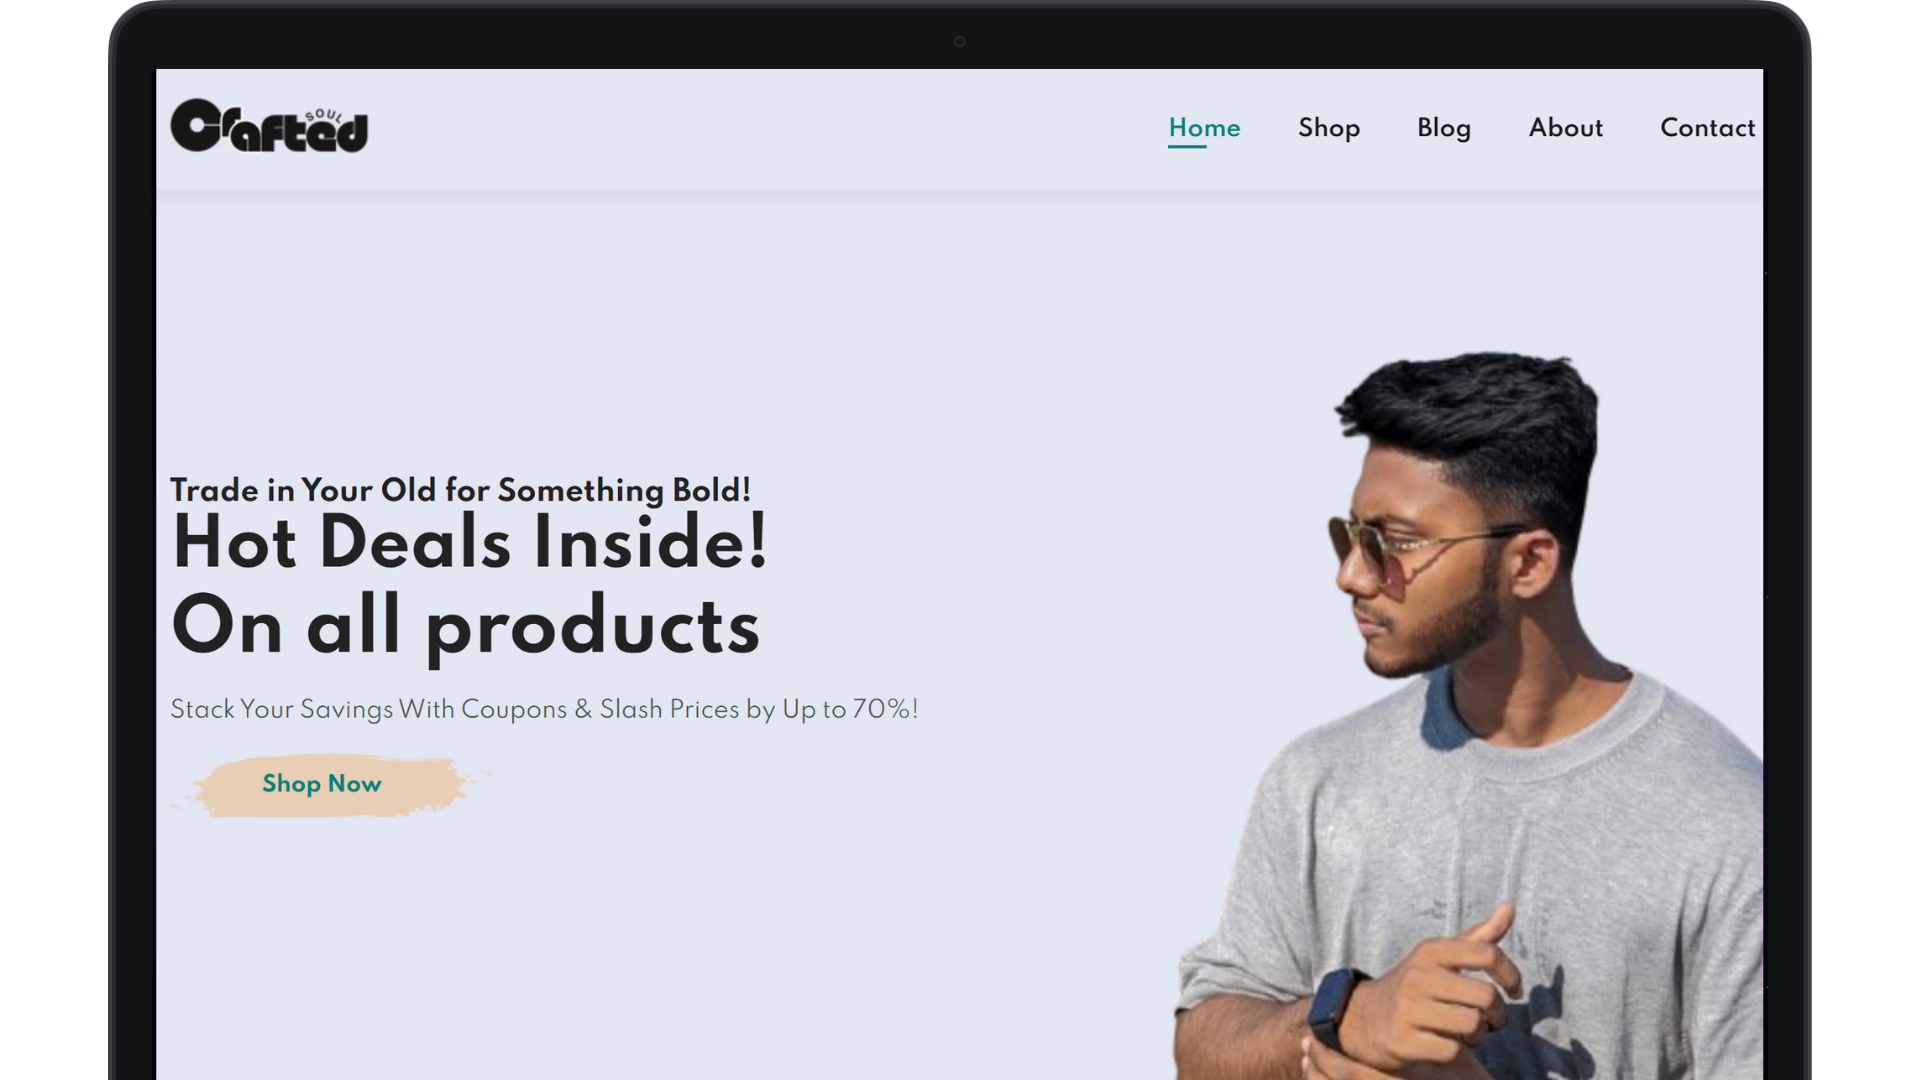 Crafted
SOUL
Home Shop Blog About Contact
Trade in Your Old for Something Bold!
Hot Deals Inside!
On all products
Stack Your Savings With Coupons & Slash Prices by Up to 70%!
Shop Now